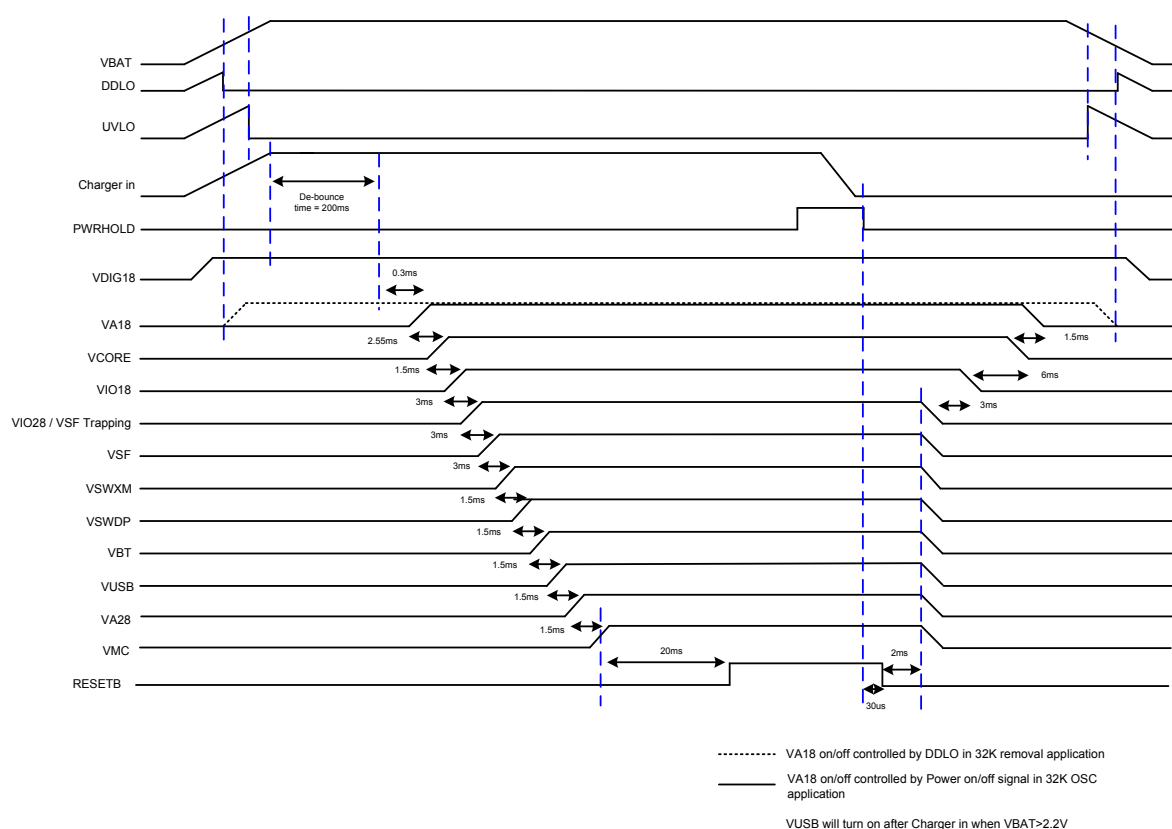 VBAT
DDLO
UVLO
Charger in
De-bounce
time = 200ms
PWRHOLD
VDIG18
0.3ms
VA18
2.55ms
1.5ms
VCORE
1.5ms
6ms
VIO18
3ms
3ms
VIO28 / VSF Trapping
3ms
VSF
3ms
VSWXM
1.5ms
VSWDP
1.5ms
VBT
1.5ms
VUSB
1.5ms
VA28
1.5ms
VMC
20ms
2ms
RESETB
30us
VA18 on/off controlled by DDLO in 32K removal application
VA18 on/off controlled by Power on/off signal in 32K OSC
application
VUSB will turn on after Charger in when VBAT>2.2V